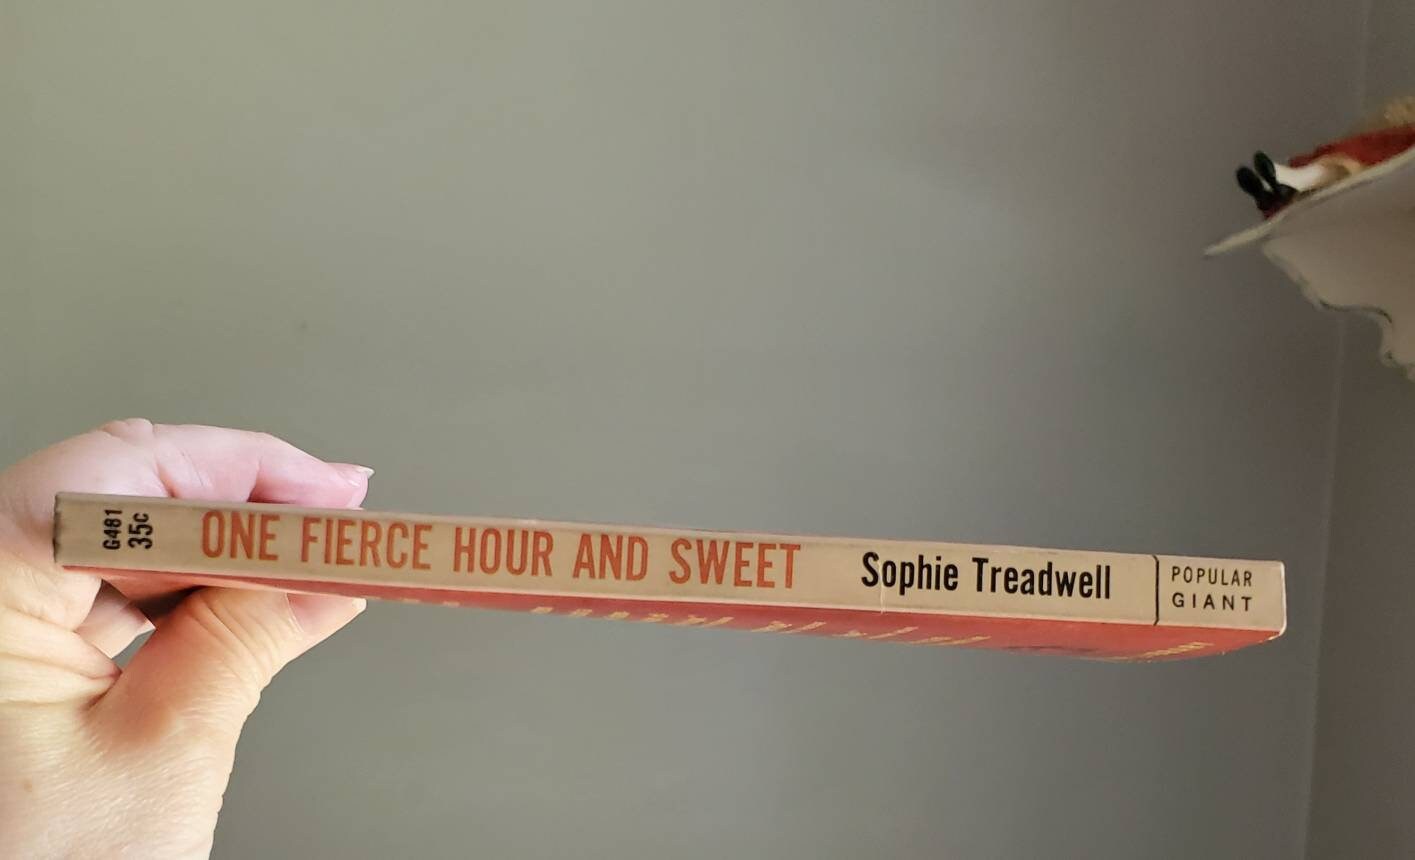 G481
35c
ONE FIERCE HOUR AND SWEET
Sophie Treadwell
POPULAR
GIANT